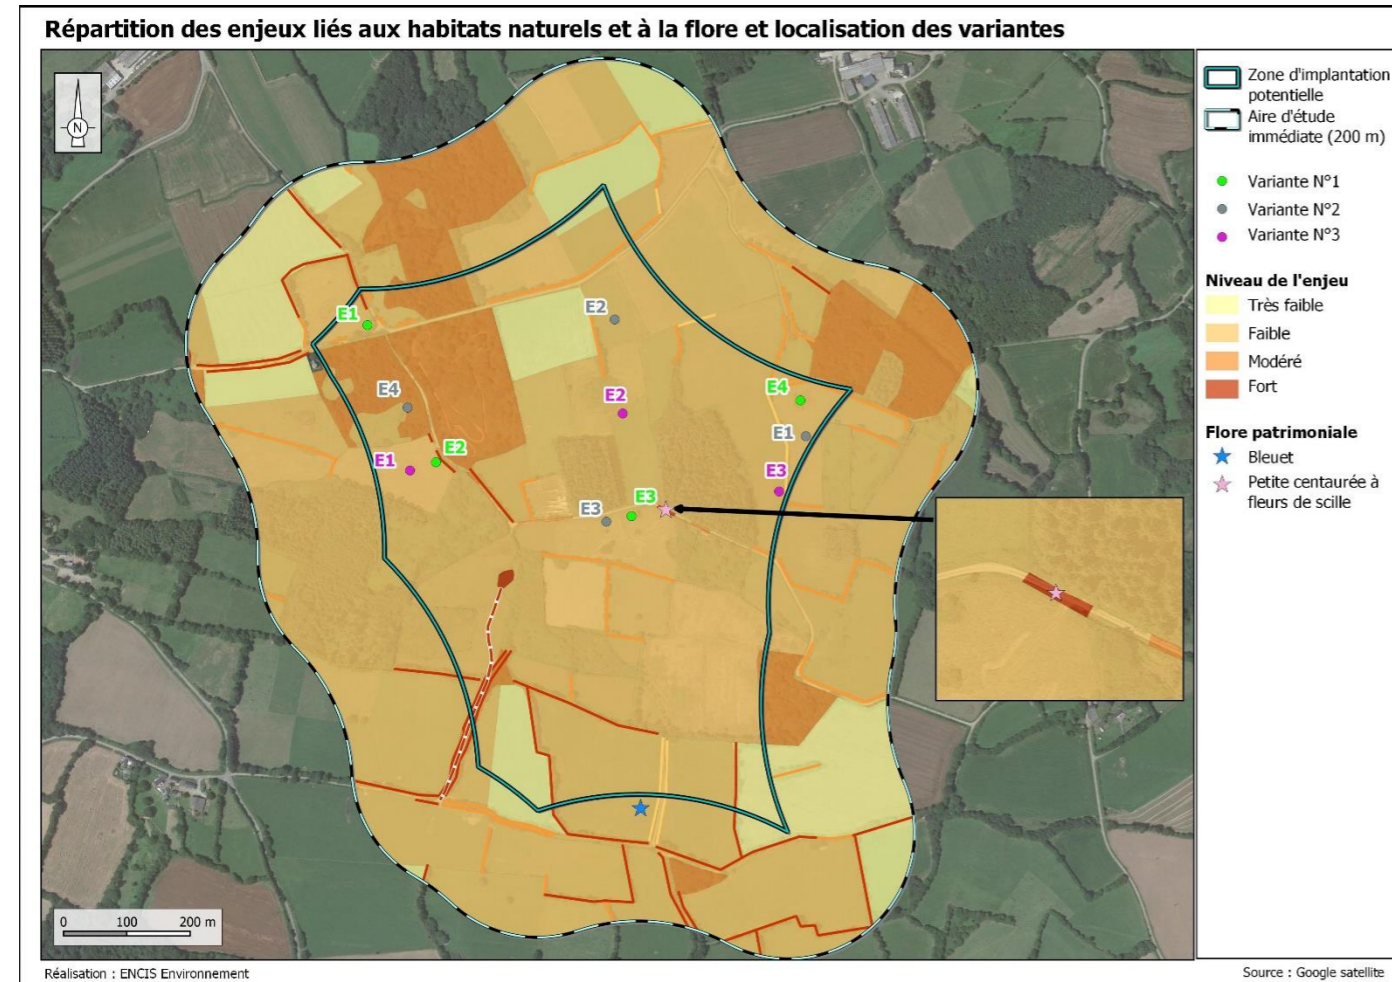 Répartition des enjeux liés aux habitats naturels et à la flore et localisation des variantes
N
E1
E2
E4
E4
E2
E1
E2
E1
E3
E3
E3
0 100 200 m
Zone d'implantation
potentielle
Aire d'étude
immédiate (200 m)
Variante N°1
Variante N°2
Variante N°3
Niveau de l'enjeu
Très faible
Faible
Modéré
Fort
Flore patrimoniale
Bleuet
Petite centaurée à
fleurs de scille
Réalisation : ENCIS Environnement
Source : Google satellite